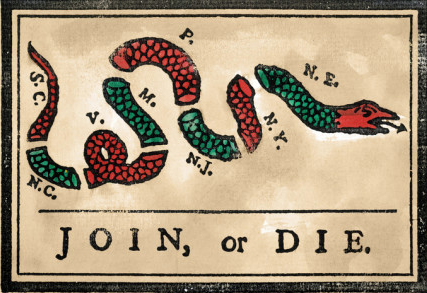 P.
N. E.
S. C.
M.
V.
N. Y.
N.J.
N.C.
JOIN, or DIE.